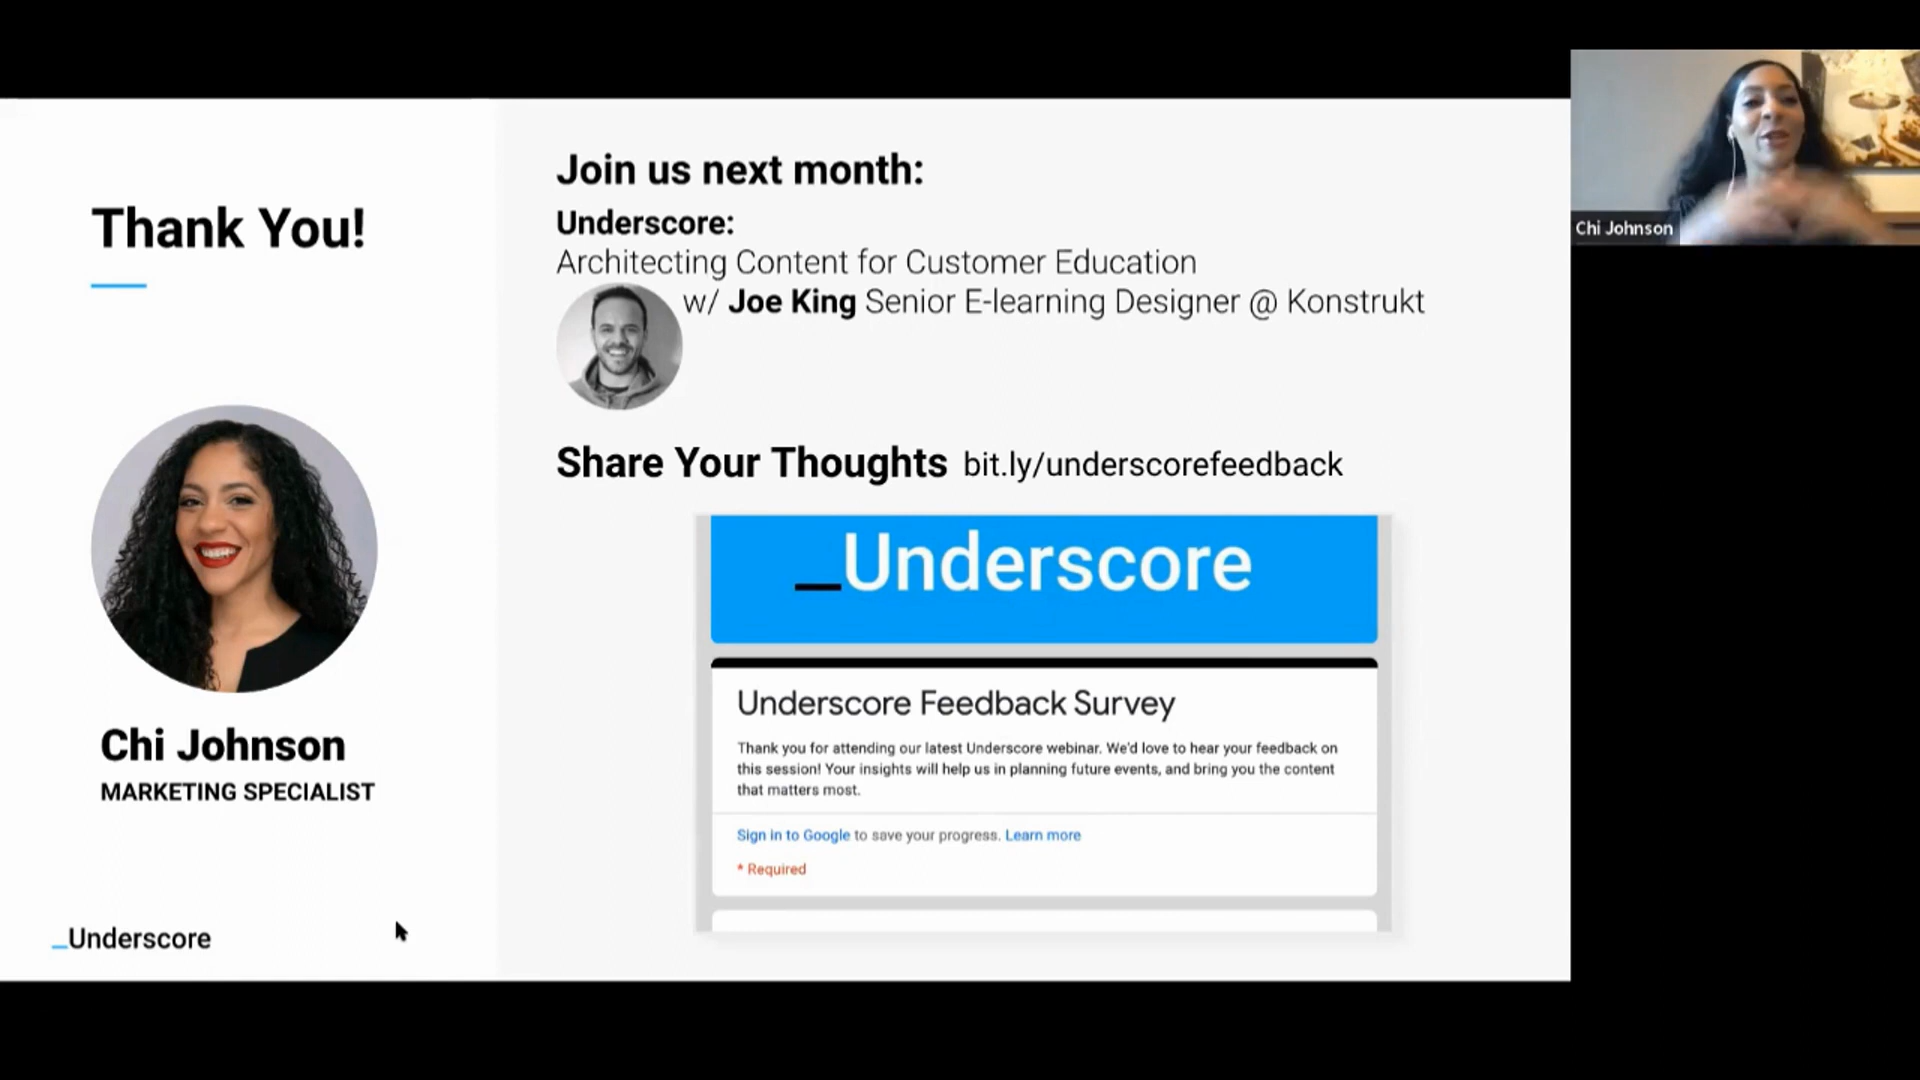 Thank You!
Chi Johnson
MARKETING SPECIALIST
_Underscore
Join us next month:
Underscore:
Architecting Content for Customer Education
w/ Joe King Senior E-learning Designer @ Konstrukt
Share Your Thoughts bit.ly/underscorefeedback
_Underscore
Underscore Feedback Survey
Thank you for attending our latest Underscore webinar. We'd love to hear your feedback on
this session! Your insights will help us in planning future events, and bring you the content
that matters most.
Sign in to Google to save your progress. Learn more
* Required
Chi Johnson